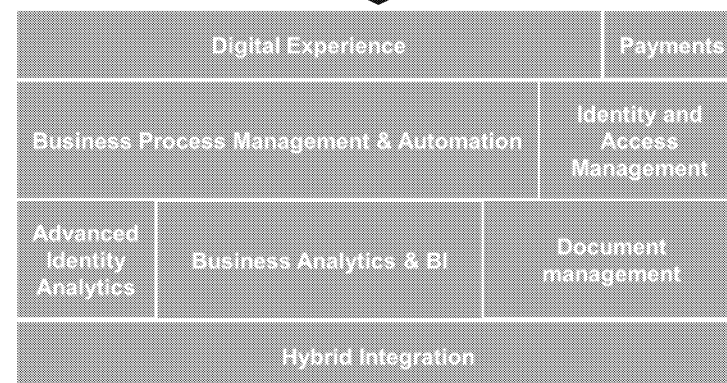 Digital Experience
Payments
Business Process Management & Automation
Identity and
Access
Management
Advanced
Identity
Analytics
Business Analytics & BI
Document
management
Hybrid Integration